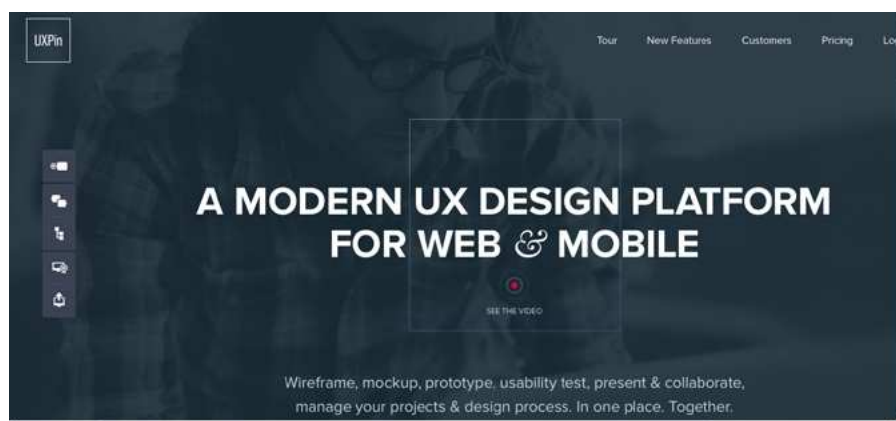 UXPin
Tour New Features Customers Pricing
A MODERN UX DESIGN PLATFORM
FOR WEB & MOBILE
SEE THE VIDEO
Wireframe, mockup, prototype. usability test, present & collaborate,
manage your projects & design process. In one place. Together.